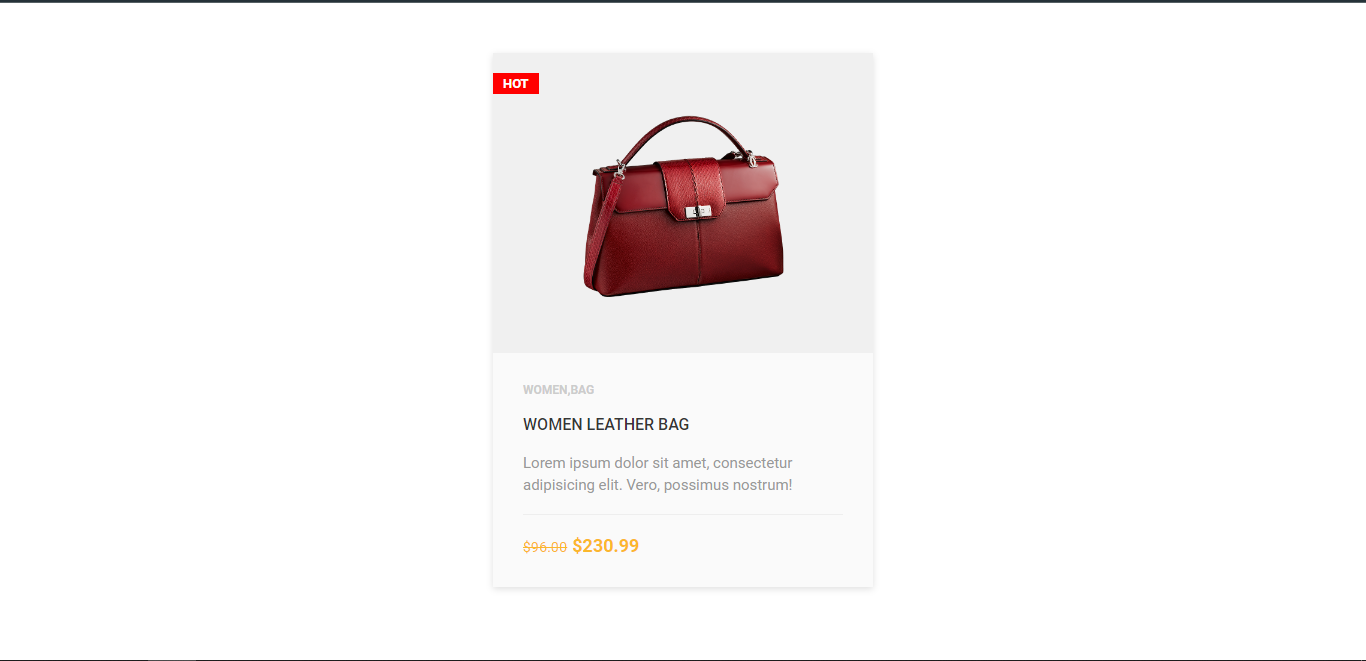 HOT
WOMEN,BAG
WOMEN LEATHER BAG
Lorem ipsum dolor sit amet, consectetur
adipisicing elit. Vero, possimus nostrum!
$96.00 $230.99